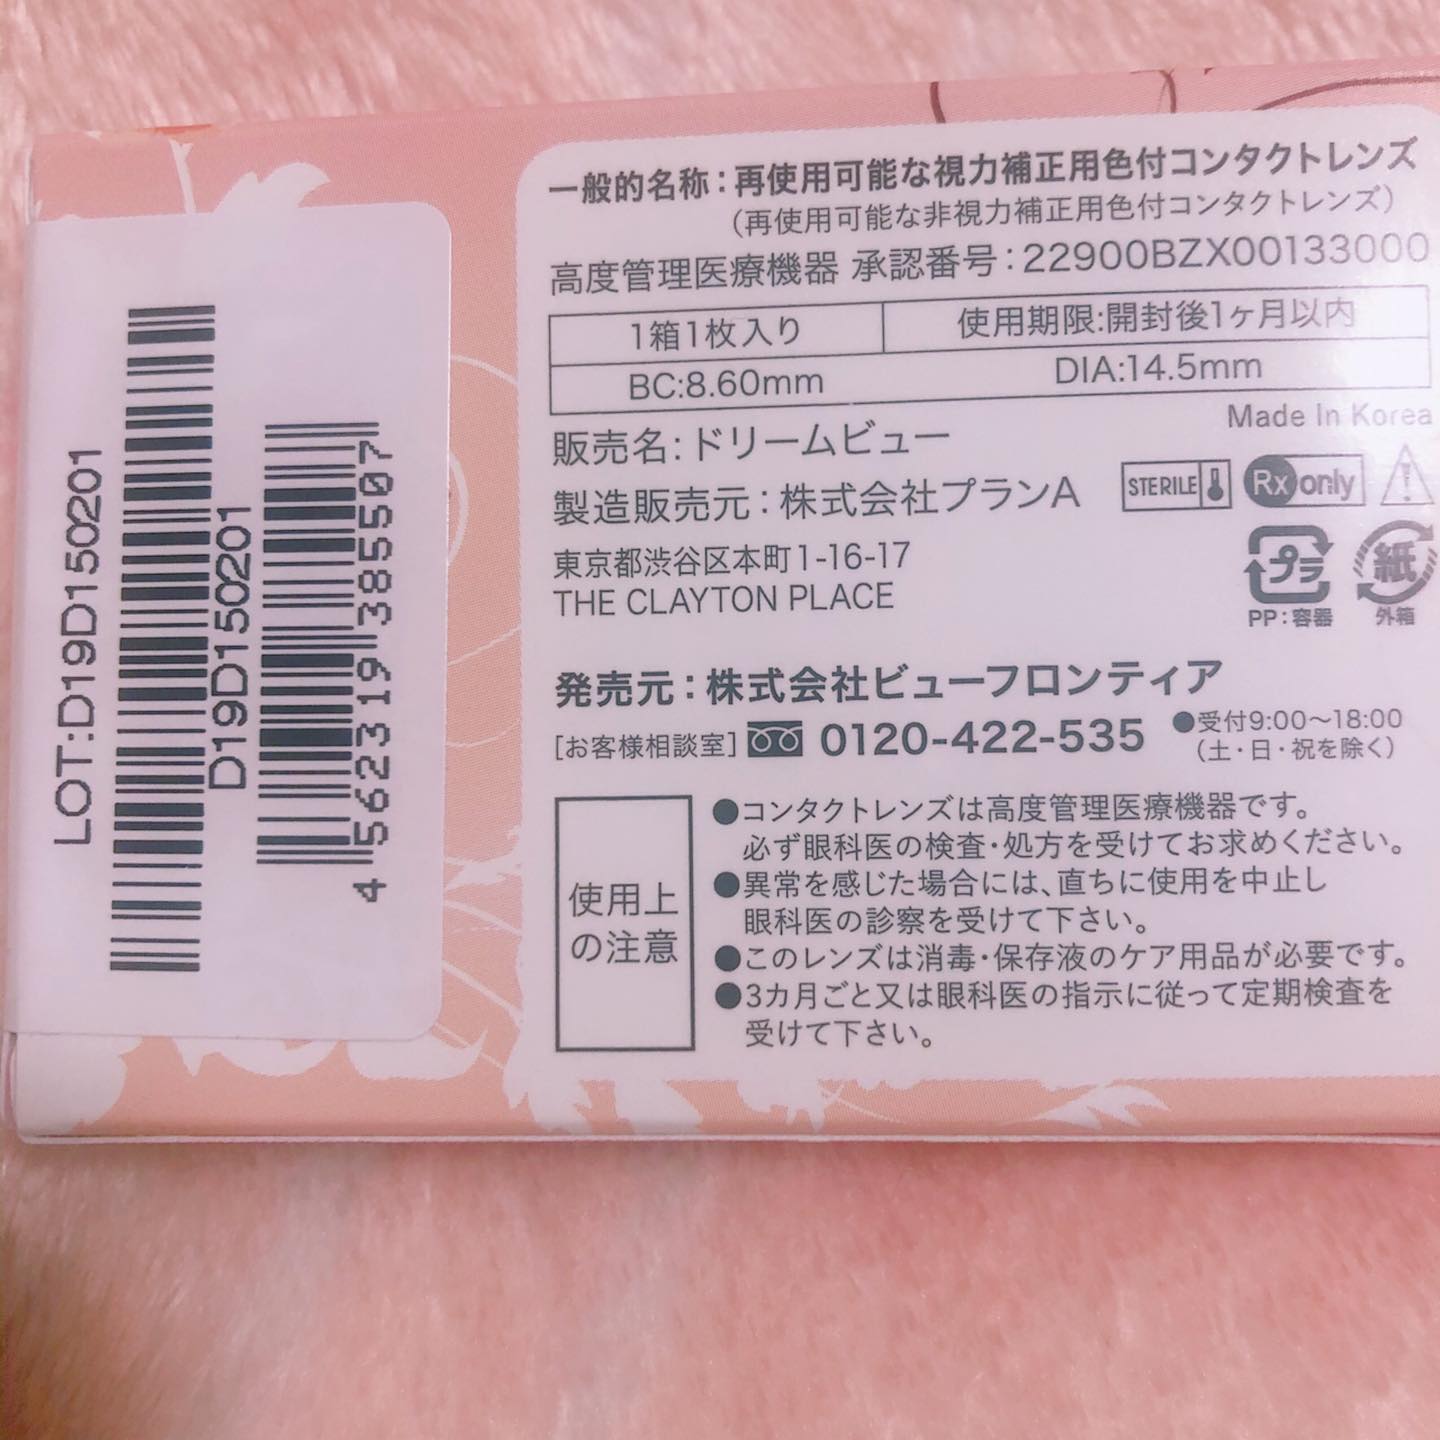 LOT:D19D150201
D19D150201
4 562319 385507
一般的名称：再使用可能な視力補正用色付コンタクトレンズ
（再使用可能な非視力補正用色付コンタクトレンズ）
高度管理医療機器 承認番号：22900BZX00133000
1箱1枚入り 使用期限:開封後1ヶ月以内
BC:8.60mm DIA:14.5mm
Made In Korea
販売名：ドリームビュー
製造販売元：株式会社プランA
STERILE Rx only
東京都渋谷区本町1-16-17
THE CLAYTON PLACE
プラ 紙
PP：容器 外箱
発売元：株式会社ビューフロンティア
[お客様相談室] 0120-422-535 ●受付9:00〜18:00
（土・日・祝を除く）
使用上
の注意
●コンタクトレンズは高度管理医療機器です。
必ず眼科医の検査・処方を受けてお求めください。
●異常を感じた場合には、直ちに使用を中止し
眼科医の診察を受けて下さい。
●このレンズは消毒・保存液のケア用品が必要です。
●3カ月ごと又は眼科医の指示に従って定期検査を
受けて下さい。